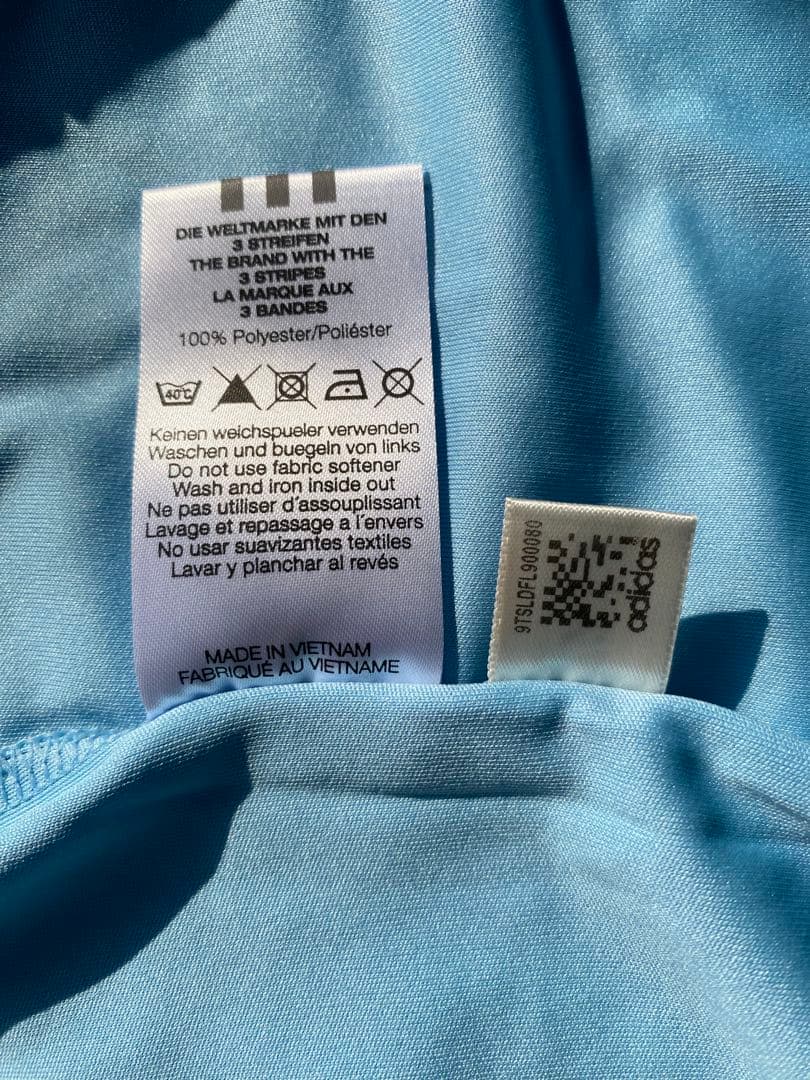 DIE WELTMARKE MIT DEN
3 STREIFEN
THE BRAND WITH THE
3 STRIPES
LA MARQUE AUX
3 BANDES
100% Polyester/Poliéster
40°C
Keinen weichspueler verwenden
Waschen und buegeln von links
Do not use fabric softener
Wash and iron inside out
Ne pas utiliser d'assouplissant
Lavage et repassage a l'envers
No usar suavizantes textiles
Lavar y planchar al revés
MADE IN VIETNAM
FABRIQUÉ AU VIETNAME
9TSLDFL900080
adidas